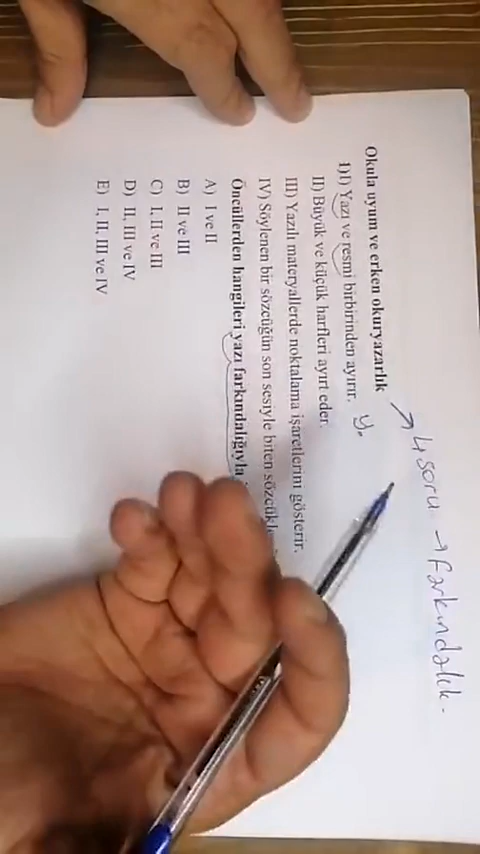 Okula uyum ve erken okuryazarlık
→ 4 soru → farkındalık.
1)I) Yazı ve resmi birbirinden ayırır. y.
II) Büyük ve küçük harfleri ayırt eder.
III) Yazılı materyallerde noktalama işaretlerini gösterir.
IV) Söylenen bir sözcüğün son sesiyle biten
Öncüllerden hangileri yazı farkındalığıyla
A) I ve II
B) II ve III
C) I, II ve III
D) II, III ve IV
E) I, II, III ve IV